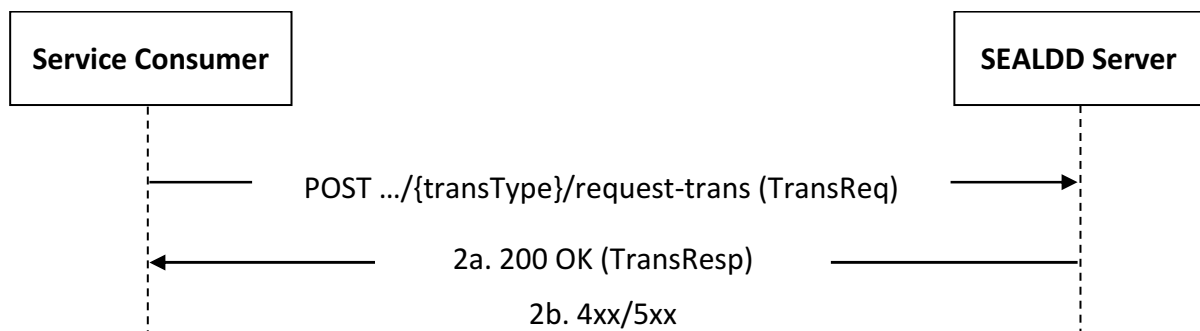 Service Consumer
SEALDD Server
POST …/{transType}/request-trans (TransReq)
2a. 200 OK (TransResp)
2b. 4xx/5xx